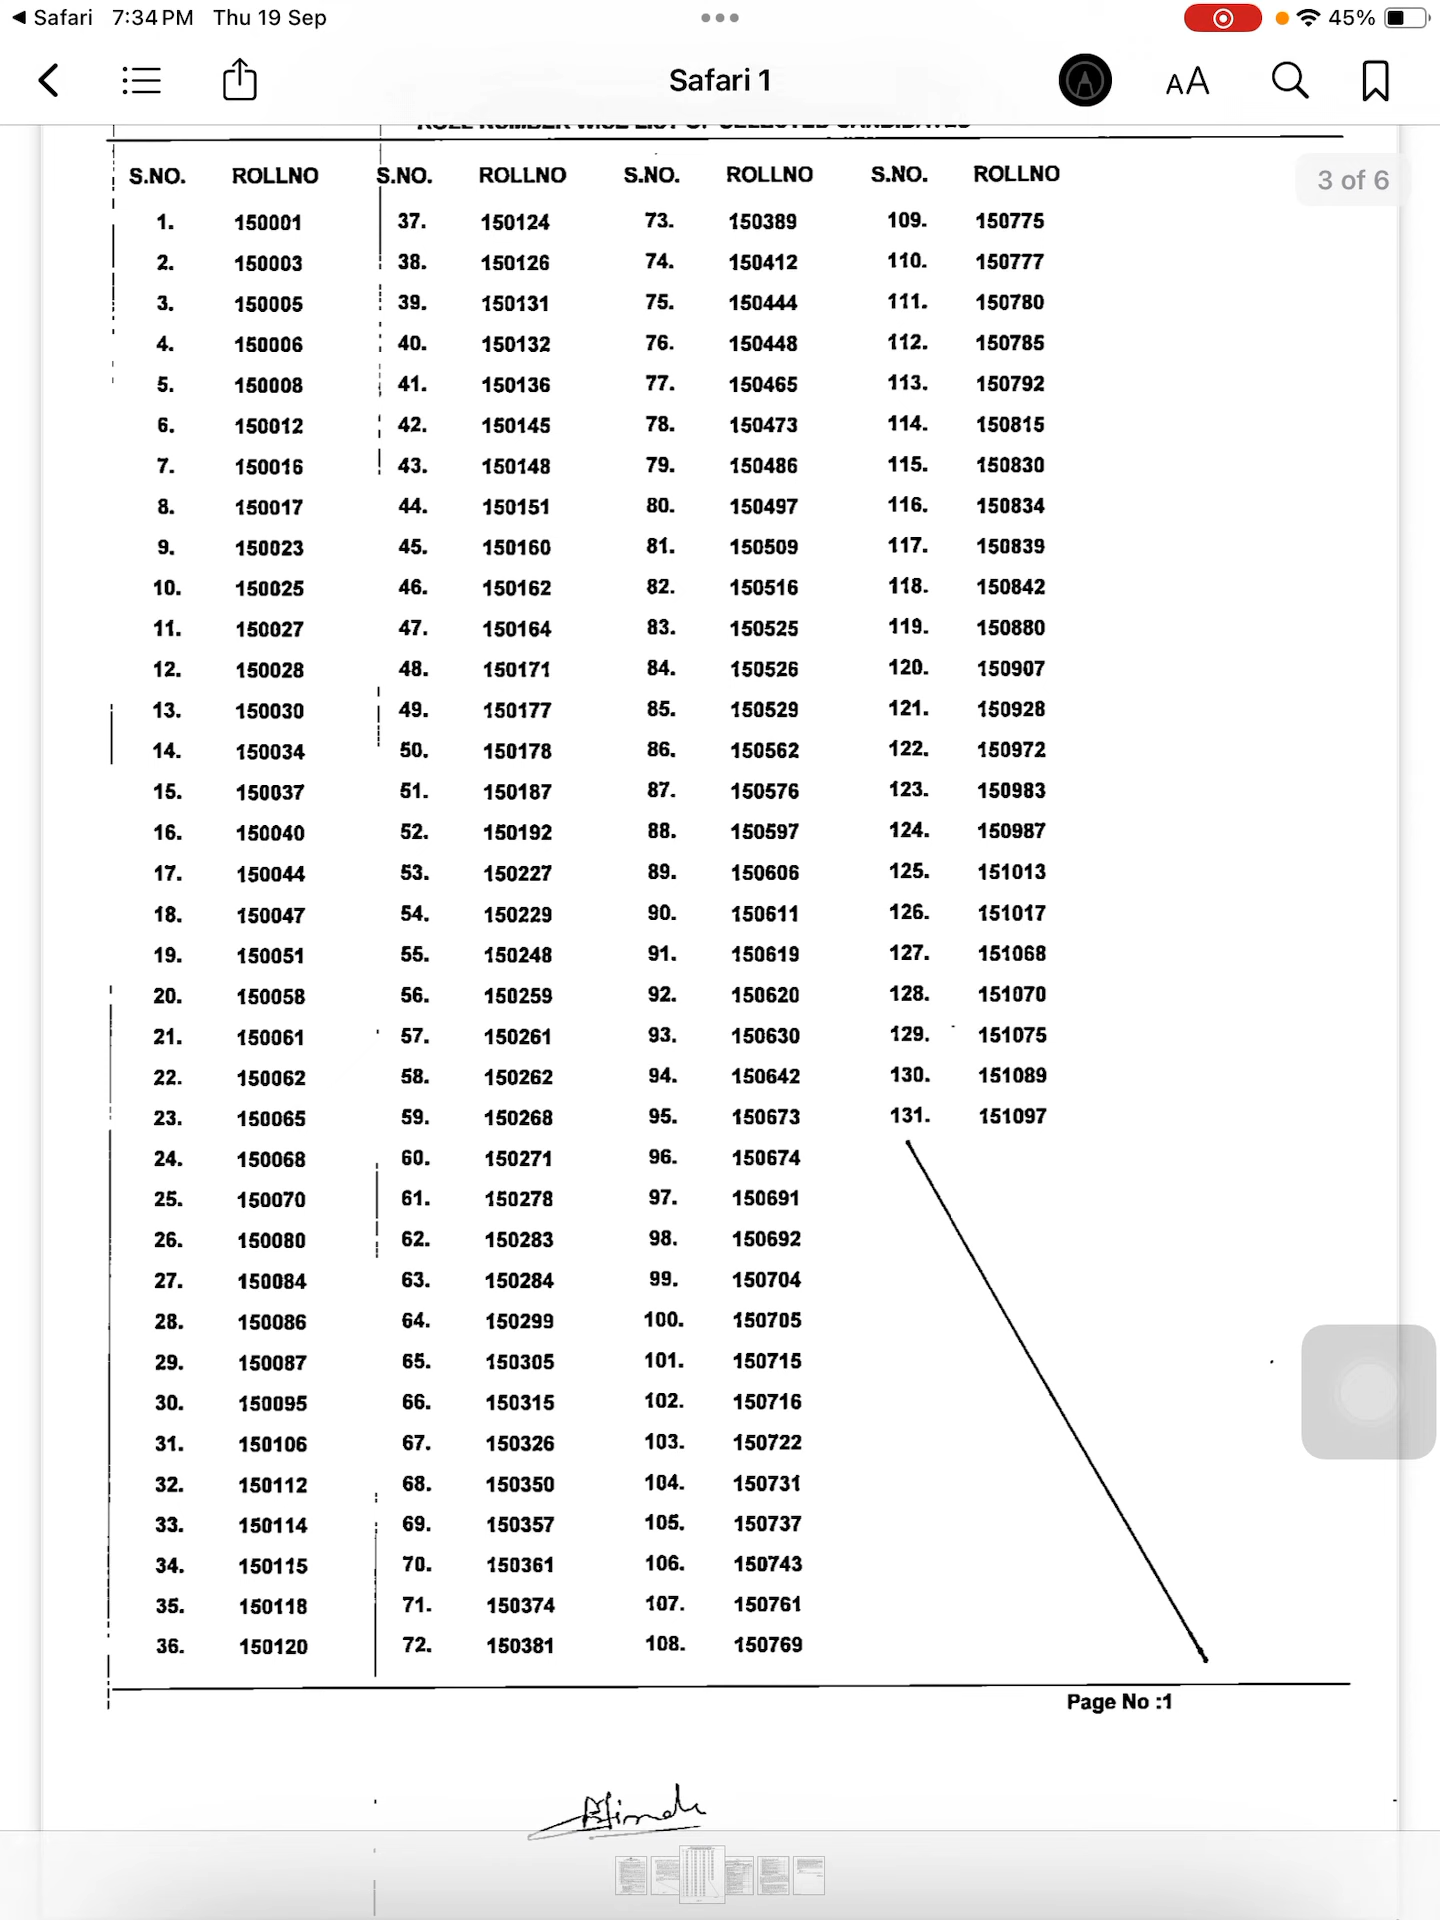 ◀ Safari 7:34 PM Thu 19 Sep 45%
Safari 1
ROLL NUMBER WISE LIST OF SELECTED CANDIDATES
3 of 6
S.NO. ROLLNO S.NO. ROLLNO S.NO. ROLLNO S.NO. ROLLNO
1. 150001 37. 150124 73. 150389 109. 150775
2. 150003 38. 150126 74. 150412 110. 150777
3. 150005 39. 150131 75. 150444 111. 150780
4. 150006 40. 150132 76. 150448 112. 150785
5. 150008 41. 150136 77. 150465 113. 150792
6. 150012 42. 150145 78. 150473 114. 150815
7. 150016 43. 150148 79. 150486 115. 150830
8. 150017 44. 150151 80. 150497 116. 150834
9. 150023 45. 150160 81. 150509 117. 150839
10. 150025 46. 150162 82. 150516 118. 150842
11. 150027 47. 150164 83. 150525 119. 150880
12. 150028 48. 150171 84. 150526 120. 150907
13. 150030 49. 150177 85. 150529 121. 150928
14. 150034 50. 150178 86. 150562 122. 150972
15. 150037 51. 150187 87. 150576 123. 150983
16. 150040 52. 150192 88. 150597 124. 150987
17. 150044 53. 150227 89. 150606 125. 151013
18. 150047 54. 150229 90. 150611 126. 151017
19. 150051 55. 150248 91. 150619 127. 151068
20. 150058 56. 150259 92. 150620 128. 151070
21. 150061 57. 150261 93. 150630 129. 151075
22. 150062 58. 150262 94. 150642 130. 151089
23. 150065 59. 150268 95. 150673 131. 151097
24. 150068 60. 150271 96. 150674
25. 150070 61. 150278 97. 150691
26. 150080 62. 150283 98. 150692
27. 150084 63. 150284 99. 150704
28. 150086 64. 150299 100. 150705
29. 150087 65. 150305 101. 150715
30. 150095 66. 150315 102. 150716
31. 150106 67. 150326 103. 150722
32. 150112 68. 150350 104. 150731
33. 150114 69. 150357 105. 150737
34. 150115 70. 150361 106. 150743
35. 150118 71. 150374 107. 150761
36. 150120 72. 150381 108. 150769
Page No :1